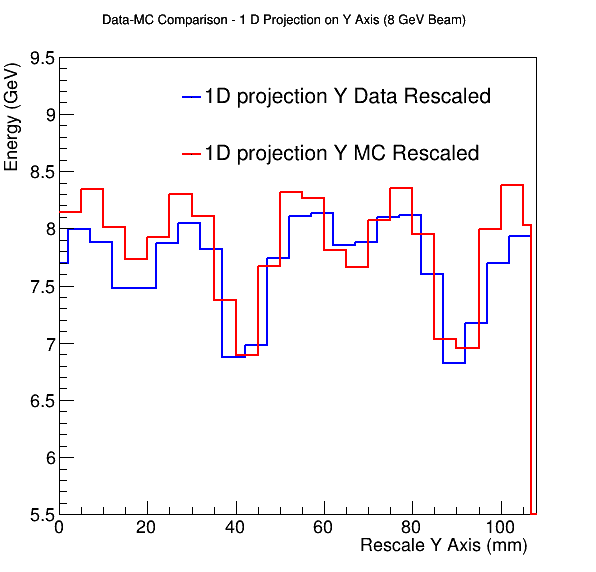 Data-MC Comparison - 1 D Projection on Y Axis (8 GeV Beam)
Energy (GeV)
9.5
9
8.5
8
7.5
7
6.5
6
5.5
1D projection Y Data Rescaled
1D projection Y MC Rescaled
0 20 40 60 80 100
Rescale Y Axis (mm)